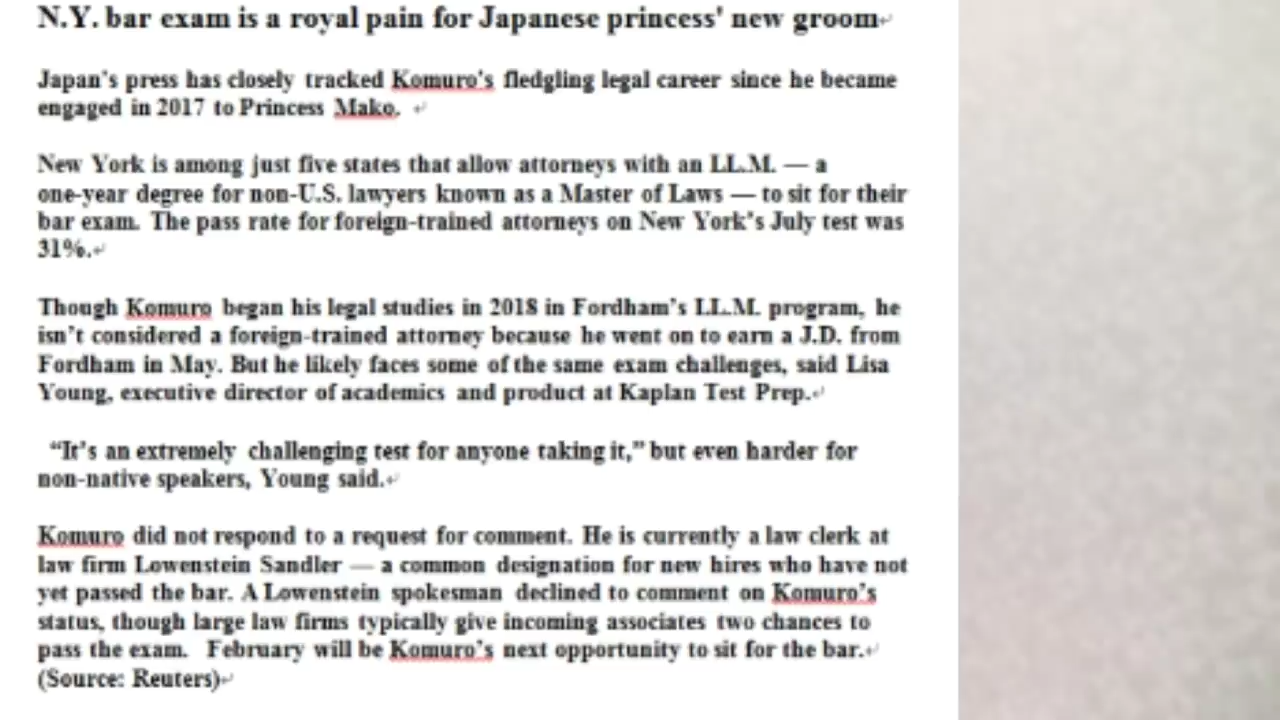 N.Y. bar exam is a royal pain for Japanese princess' new groom
Japan's press has closely tracked Komuro's fledgling legal career since he became
engaged in 2017 to Princess Mako.
New York is among just five states that allow attorneys with an LL.M. — a
one-year degree for non-U.S. lawyers known as a Master of Laws — to sit for their
bar exam. The pass rate for foreign-trained attorneys on New York's July test was
31%.
Though Komuro began his legal studies in 2018 in Fordham's LL.M. program, he
isn't considered a foreign-trained attorney because he went on to earn a J.D. from
Fordham in May. But he likely faces some of the same exam challenges, said Lisa
Young, executive director of academics and product at Kaplan Test Prep.
“It's an extremely challenging test for anyone taking it,” but even harder for
non-native speakers, Young said.
Komuro did not respond to a request for comment. He is currently a law clerk at
law firm Lowenstein Sandler — a common designation for new hires who have not
yet passed the bar. A Lowenstein spokesman declined to comment on Komuro's
status, though large law firms typically give incoming associates two chances to
pass the exam. February will be Komuro's next opportunity to sit for the bar.
(Source: Reuters)